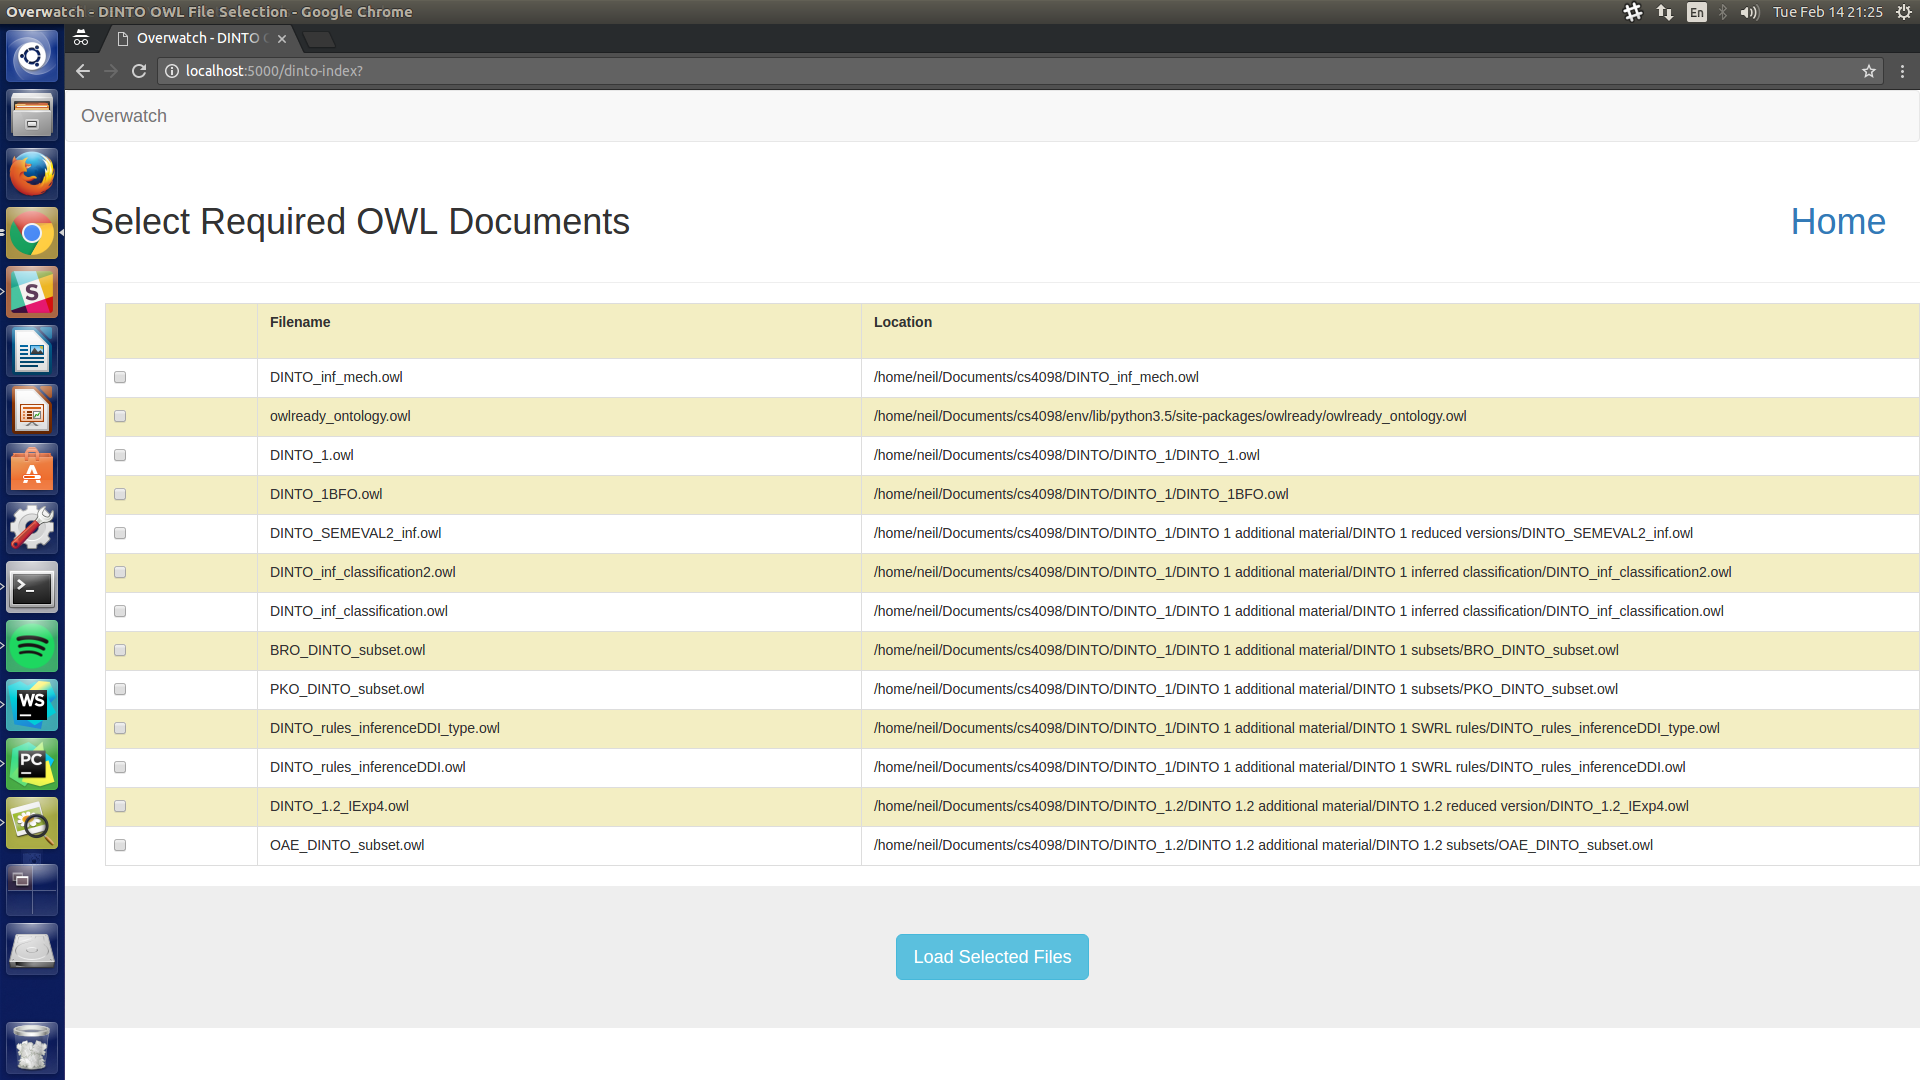 Overwatch - DINTO OWL File Selection - Google Chrome
En
Tue Feb 14 21:25
Overwatch - DINTO
localhost:5000/dinto-index?
Overwatch
Select Required OWL Documents
Home
Filename Location
DINTO_inf_mech.owl /home/neil/Documents/cs4098/DINTO_inf_mech.owl
owlready_ontology.owl /home/neil/Documents/cs4098/env/lib/python3.5/site-packages/owlready/owlready_ontology.owl
DINTO_1.owl /home/neil/Documents/cs4098/DINTO/DINTO_1/DINTO_1.owl
DINTO_1BFO.owl /home/neil/Documents/cs4098/DINTO/DINTO_1/DINTO_1BFO.owl
DINTO_SEMEVAL2_inf.owl /home/neil/Documents/cs4098/DINTO/DINTO_1/DINTO 1 additional material/DINTO 1 reduced versions/DINTO_SEMEVAL2_inf.owl
DINTO_inf_classification2.owl /home/neil/Documents/cs4098/DINTO/DINTO_1/DINTO 1 additional material/DINTO 1 inferred classification/DINTO_inf_classification2.owl
DINTO_inf_classification.owl /home/neil/Documents/cs4098/DINTO/DINTO_1/DINTO 1 additional material/DINTO 1 inferred classification/DINTO_inf_classification.owl
BRO_DINTO_subset.owl /home/neil/Documents/cs4098/DINTO/DINTO_1/DINTO 1 additional material/DINTO 1 subsets/BRO_DINTO_subset.owl
PKO_DINTO_subset.owl /home/neil/Documents/cs4098/DINTO/DINTO_1/DINTO 1 additional material/DINTO 1 subsets/PKO_DINTO_subset.owl
DINTO_rules_inferenceDDI_type.owl /home/neil/Documents/cs4098/DINTO/DINTO_1/DINTO 1 additional material/DINTO 1 SWRL rules/DINTO_rules_inferenceDDI_type.owl
DINTO_rules_inferenceDDI.owl /home/neil/Documents/cs4098/DINTO/DINTO_1/DINTO 1 additional material/DINTO 1 SWRL rules/DINTO_rules_inferenceDDI.owl
DINTO_1.2_IExp4.owl /home/neil/Documents/cs4098/DINTO/DINTO_1.2/DINTO 1.2 additional material/DINTO 1.2 reduced version/DINTO_1.2_IExp4.owl
OAE_DINTO_subset.owl /home/neil/Documents/cs4098/DINTO/DINTO_1.2/DINTO 1.2 additional material/DINTO 1.2 subsets/OAE_DINTO_subset.owl
Load Selected Files
S
A
>_
WS
PC